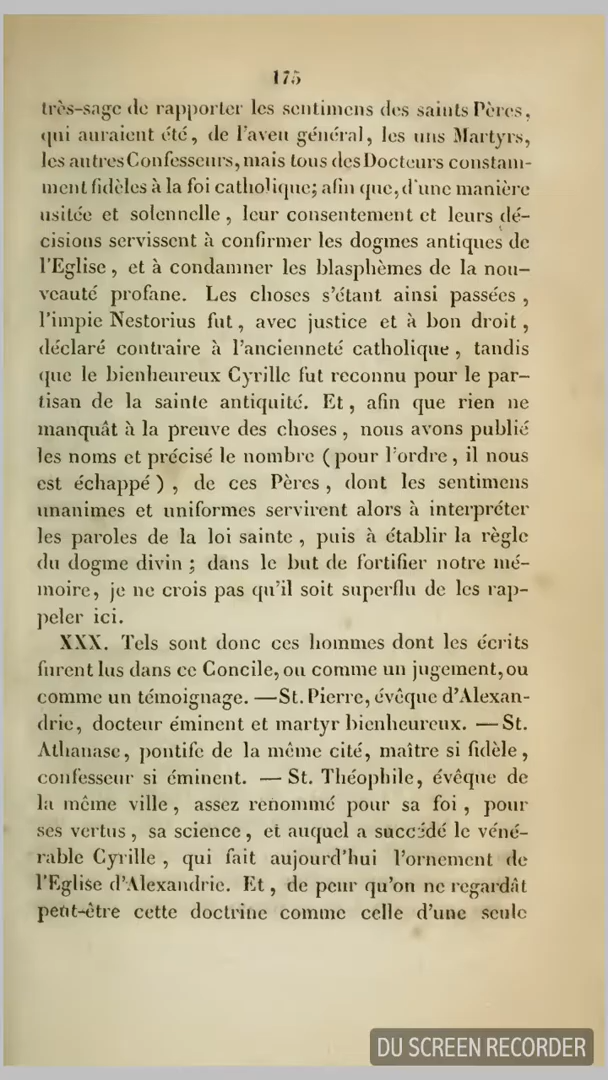 175
très-sage de rapporter les sentimens des saints Pères,
qui auraient été, de l'aveu général, les uns Martyrs,
les autres Confesseurs, mais tous des Docteurs constam-
ment fidèles à la foi catholique; afin que, d'une manière
usitée et solennelle, leur consentement et leurs dé-
cisions servissent à confirmer les dogmes antiques de
l'Eglise, et à condamner les blasphèmes de la nou-
veauté profane. Les choses s'étant ainsi passées,
l'impie Nestorius fut, avec justice et à bon droit,
déclaré contraire à l'ancienneté catholique, tandis
que le bienheureux Cyrille fut reconnu pour le par-
tisan de la sainte antiquité. Et, afin que rien ne
manquât à la preuve des choses, nous avons publié
les noms et précisé le nombre (pour l'ordre, il nous
est échappé), de ces Pères, dont les sentimens
unanimes et uniformes servirent alors à interpréter
les paroles de la loi sainte, puis à établir la règle
du dogme divin; dans le but de fortifier notre mé-
moire, je ne crois pas qu'il soit superflu de les rap-
peler ici.
XXX. Tels sont donc ces hommes dont les écrits
furent lus dans ce Concile, ou comme un jugement, ou
comme un témoignage. —St. Pierre, évêque d'Alexan-
drie, docteur éminent et martyr bienheureux. — St.
Athanase, pontife de la même cité, maître si fidèle,
confesseur si éminent. — St. Théophile, évêque de
la même ville, assez renommé pour sa foi, pour
ses vertus, sa science, et auquel a succédé le véné-
rable Cyrille, qui fait aujourd'hui l'ornement de
l'Eglise d'Alexandrie. Et, de peur qu'on ne regardât
peut-être cette doctrine comme celle d'une seule
DU SCREEN RECORDER